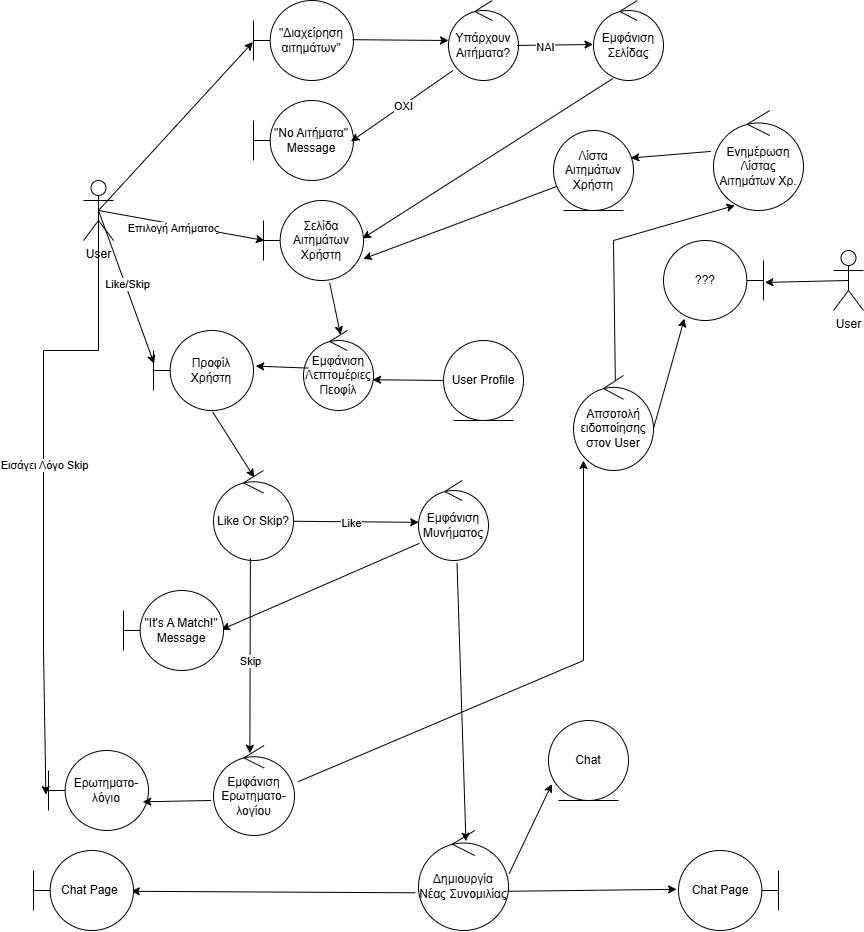 "Διαχείρηση
αιτημάτων"
Υπάρχουν
Αιτήματα?
ΝΑΙ
Εμφάνιση
Σελίδας
ΟΧΙ
"Νο Αιτήματα"
Message
Λίστα
Αιτημάτων
Χρήστη
Ενημέρωση
Λίστας
Αιτημάτων Χρ.
User
Επιλογή Αιτήματος
Σελίδα
Αιτημάτων
Χρήστη
Like/Skip
???
User
Προφίλ
Χρήστη
Εμφάνιση
Λεπτομέριες
Πεοφίλ
User Profile
Απσοτολή
ειδοποίησης
στον User
Εισάγει Λόγο Skip
Like Or Skip?
Like
Εμφάνιση
Μυνήματος
"It's A Match!"
Message
Skip
Ερωτηματο-
λόγιο
Εμφάνιση
Ερωτηματο-
λογίου
Chat
Chat Page
Δημιουργία
Νέας Συνομιλίας
Chat Page